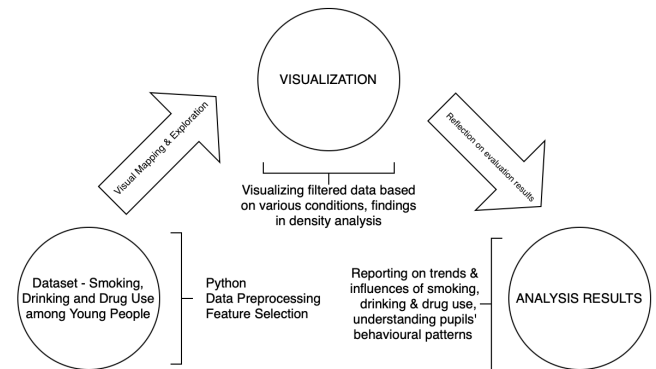 VISUALIZATION
Visual Mapping & Exploration
Reflection on evaluation results
Visualizing filtered data based
on various conditions, findings
in density analysis
Dataset - Smoking,
Drinking and Drug Use
among Young People
Python
Data Preprocessing
Feature Selection
Reporting on trends &
influences of smoking,
drinking & drug use,
understanding pupils'
behavioural patterns
ANALYSIS RESULTS